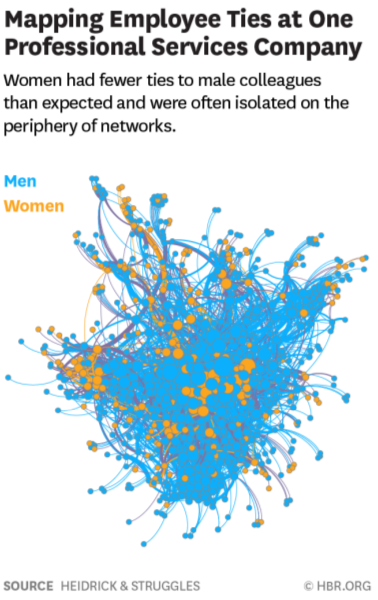 Mapping Employee Ties at One
Professional Services Company
Women had fewer ties to male colleagues
than expected and were often isolated on the
periphery of networks.
Men
Women
SOURCE HEIDRICK & STRUGGLES © HBR.ORG